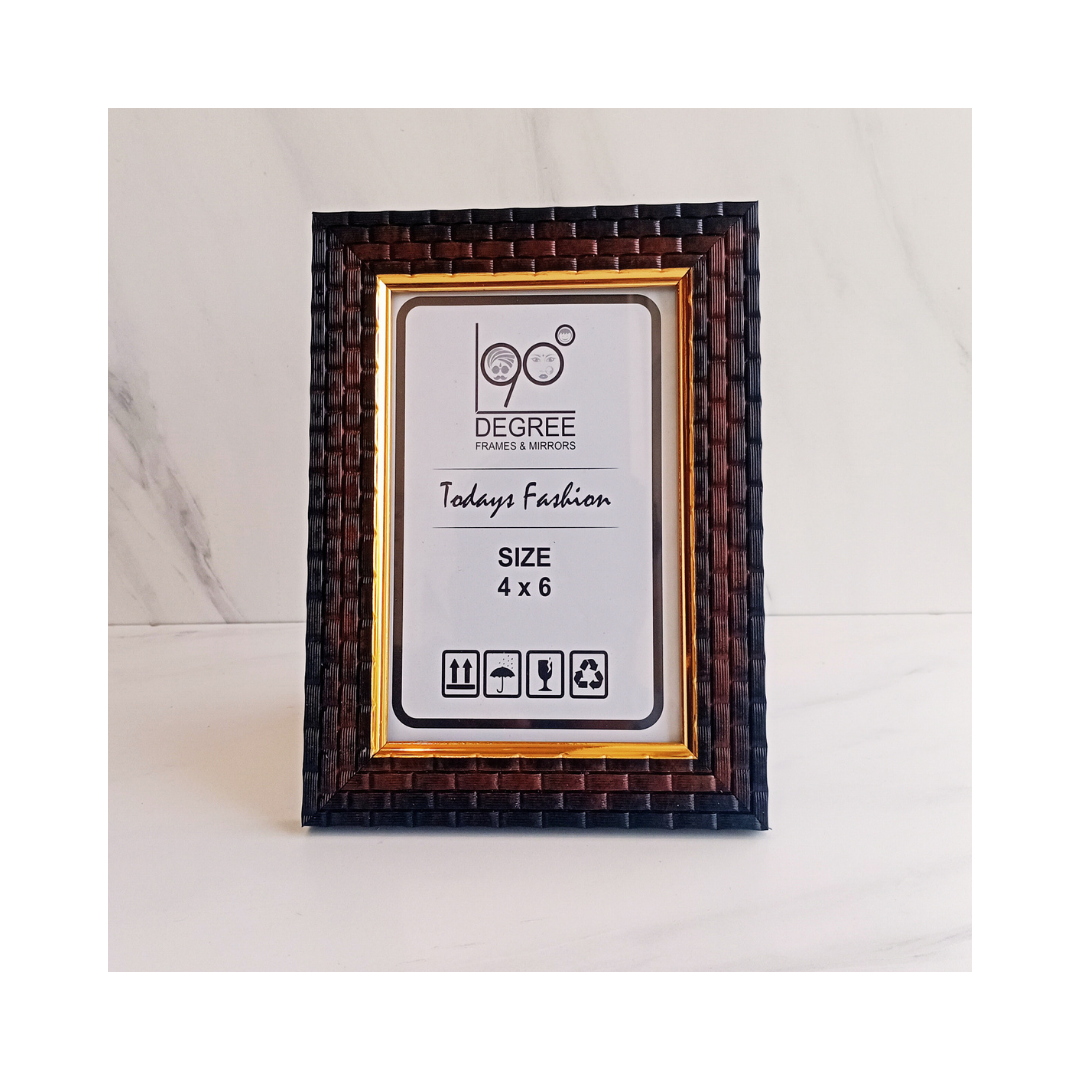 90°
DEGREE
FRAMES & MIRRORS
Todays Fashion
SIZE
4 x 6